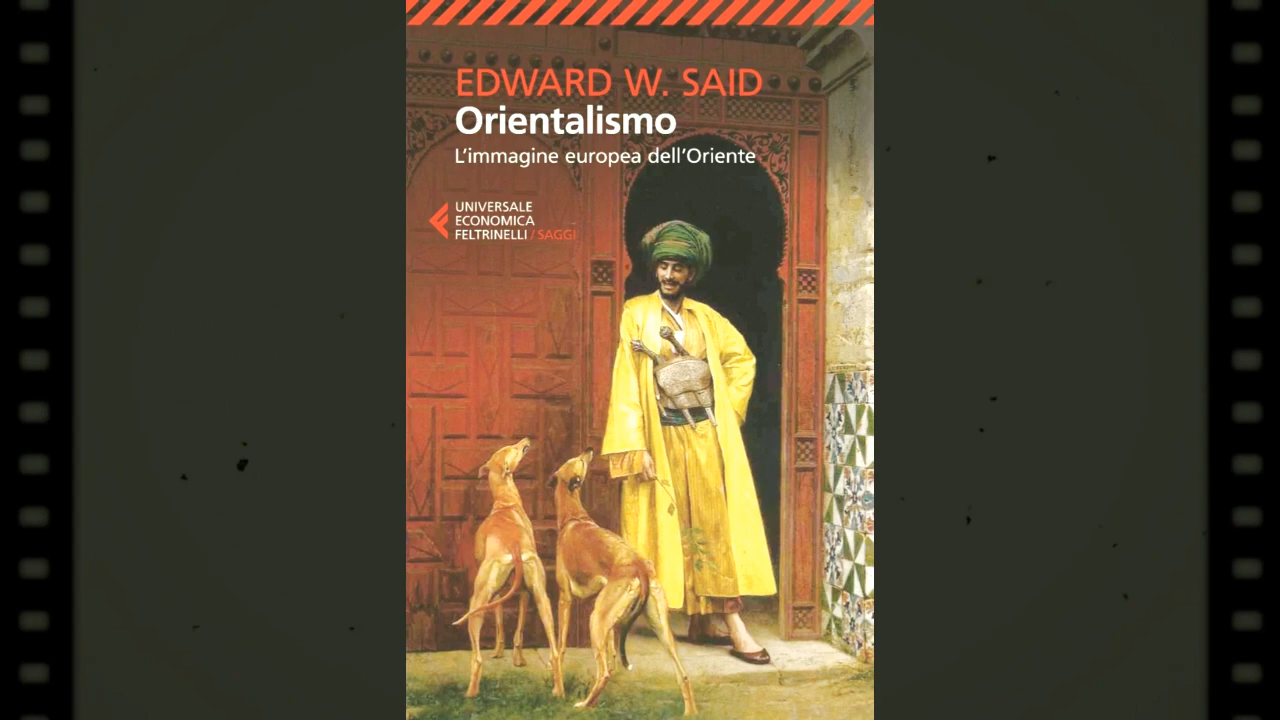 EDWARD W. SAID
Orientalismo
L’immagine europea dell’Oriente
UNIVERSALE
ECONOMICA
FELTRINELLI / SAGGI